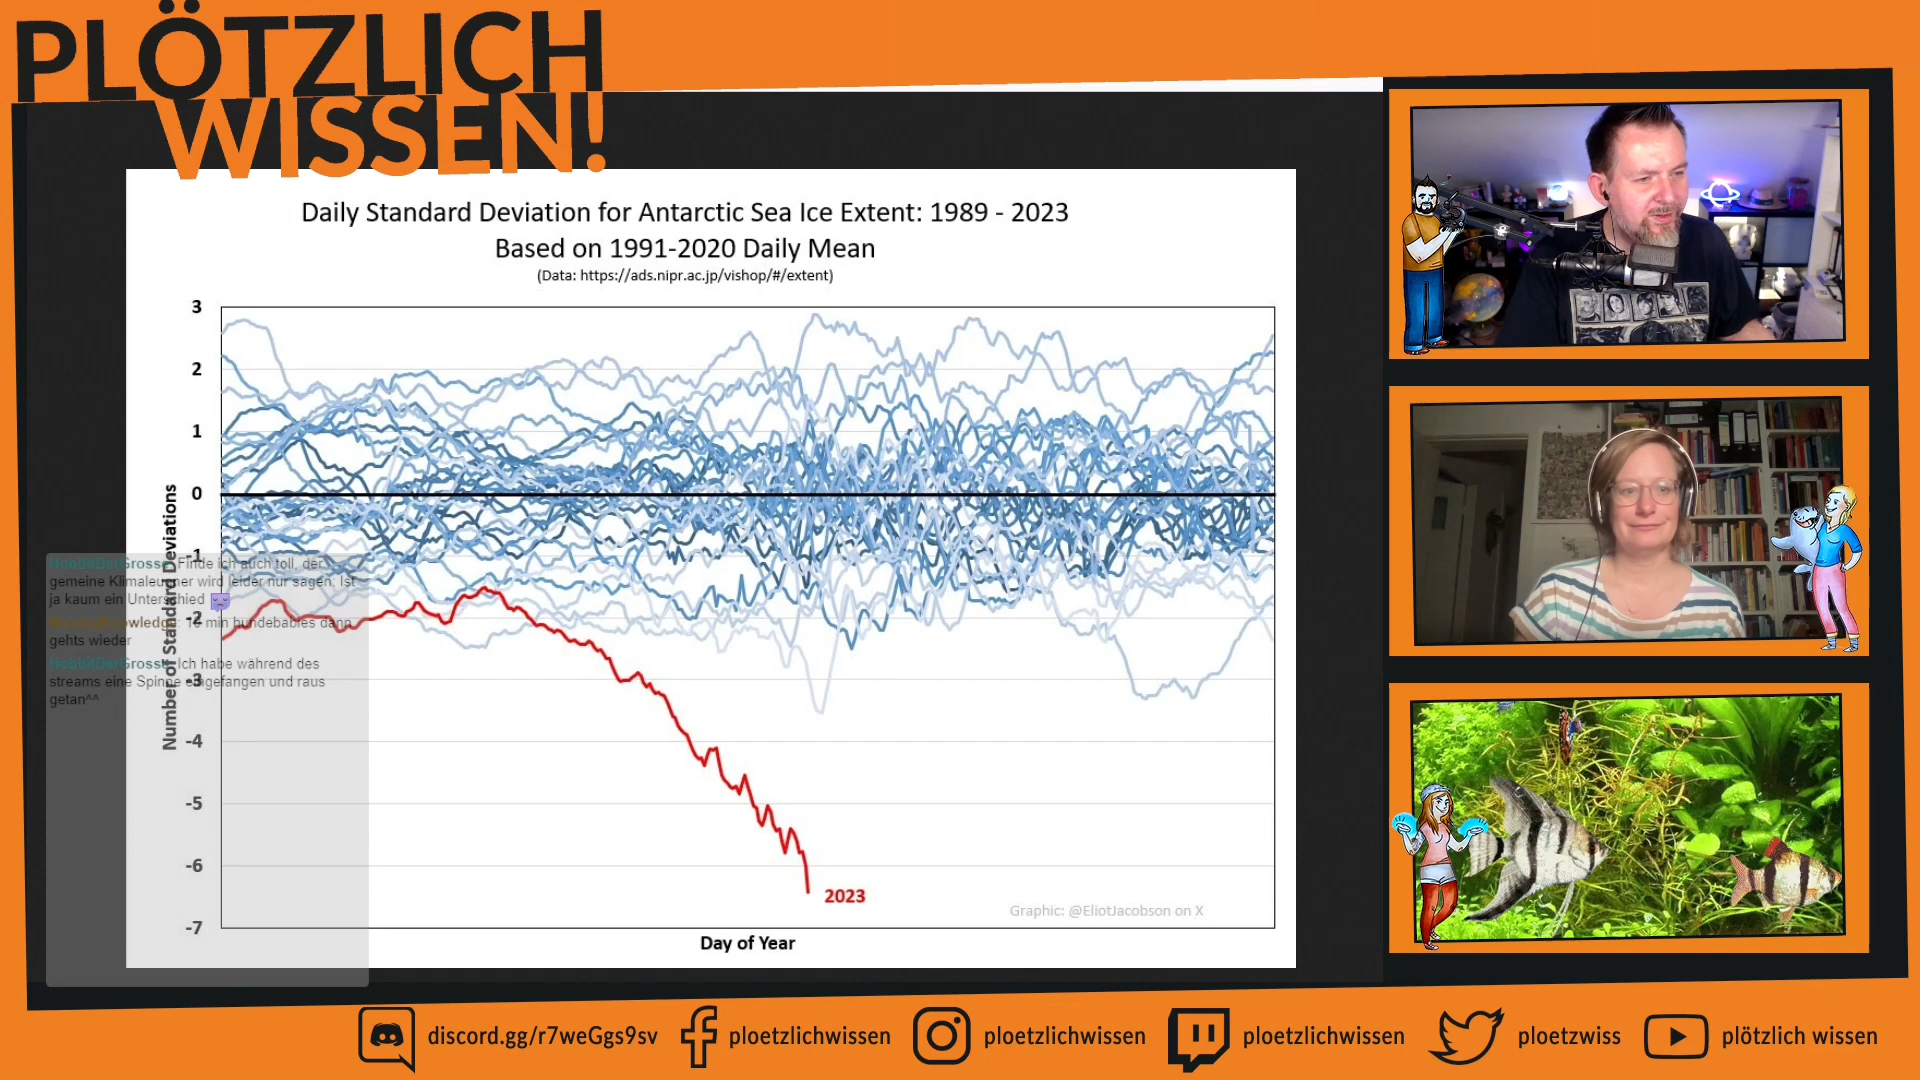 PLÖTZLICH
WISSEN!
Daily Standard Deviation for Antarctic Sea Ice Extent: 1989 - 2023
Based on 1991-2020 Daily Mean
(Data: https://ads.nipr.ac.jp/vishop/#/extent)
3
2
1
0
-1
-2
-3
-4
-5
-6
-7
Number of Standard Deviations
Day of Year
2023
Graphic: @EliotJacobson on X
Finde ich auch toll, der
gemeine Klimaleugner wird leider nur sagen. Ist
ja kaum ein Unterschied
min hundebabies dann
gehts wieder
Ich habe während des
streams eine Spinne eingefangen und raus
getan^^
discord.gg/r7weGgs9sv
ploetzlichwissen
ploetzlichwissen
ploetzlichwissen
ploetzwiss
plötzlich wissen